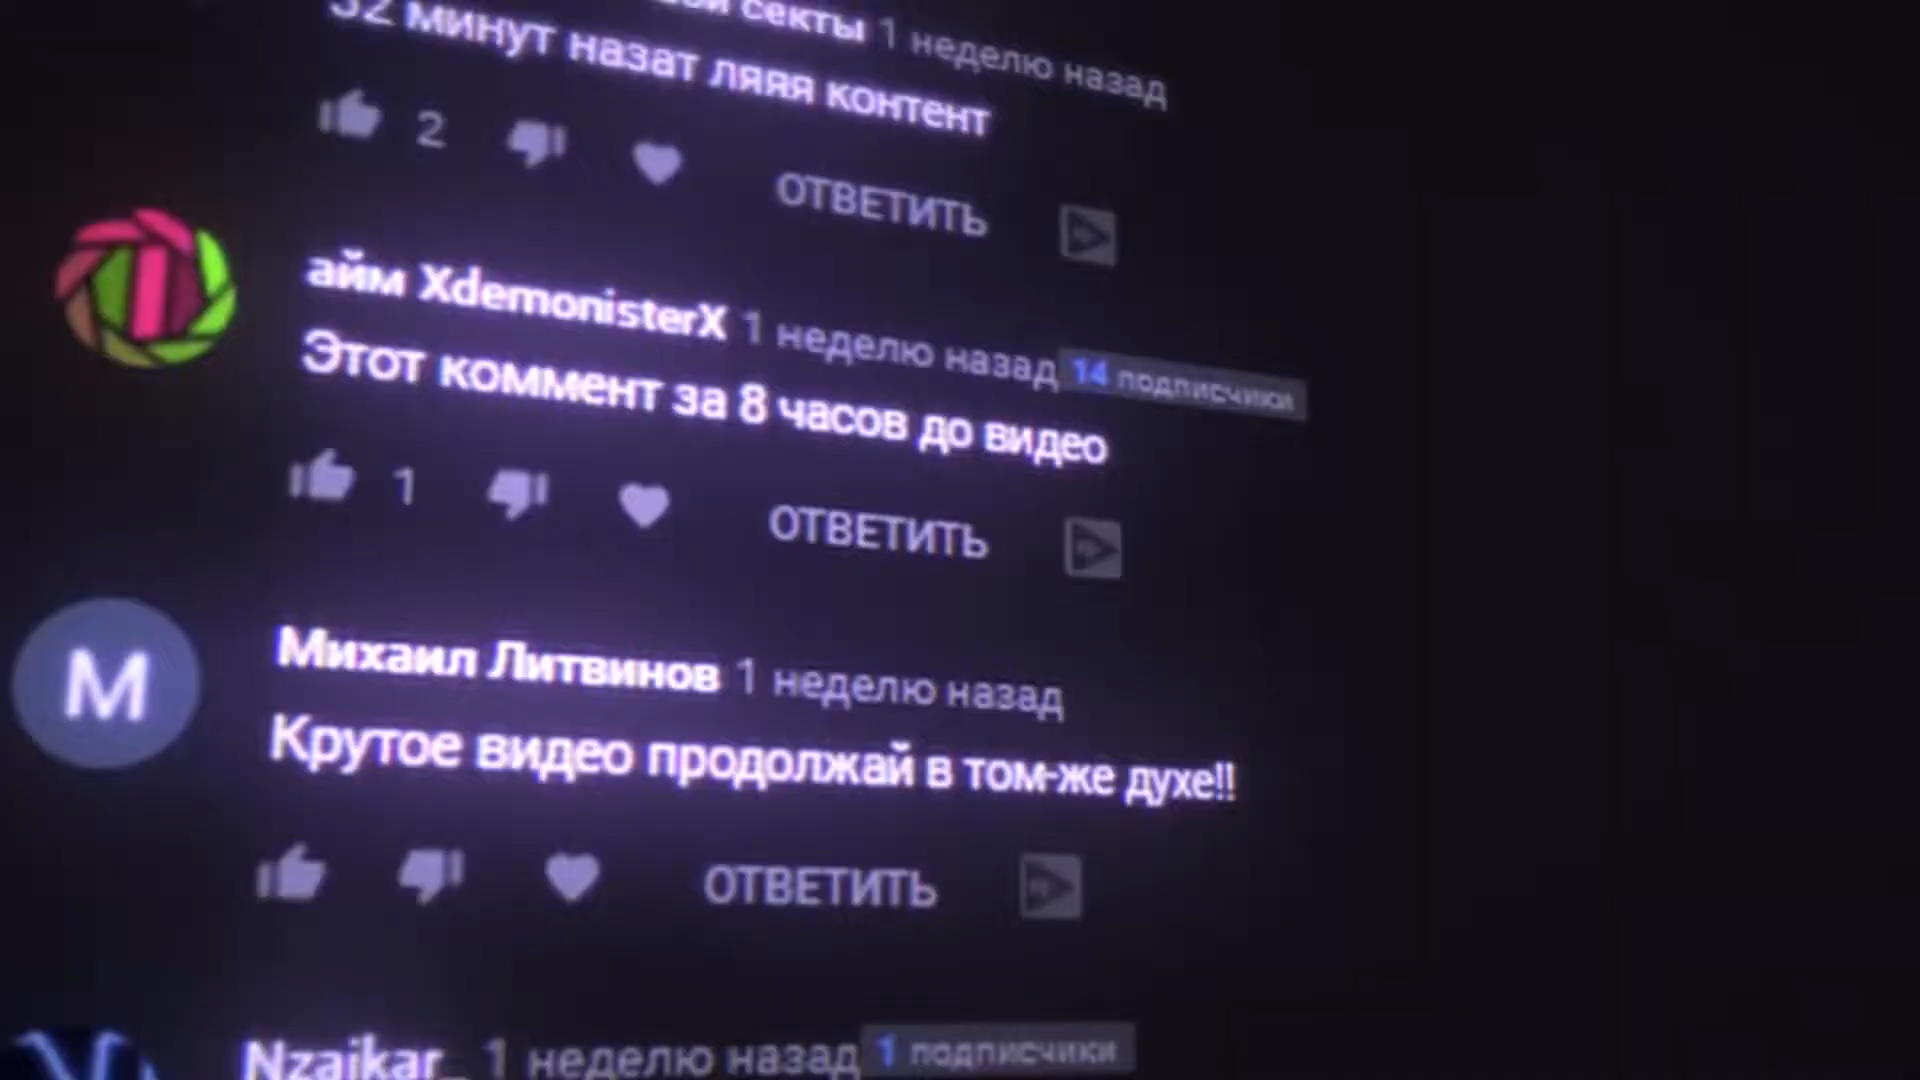 секты 1 неделю назад
32 минут назат ляяя контент
2 ОТВЕТИТЬ
айм XdemonisterX 1 неделю назад 14 подписчики
Этот коммент за 8 часов до видео
1 ОТВЕТИТЬ
М
Михаил Литвинов 1 неделю назад
Крутое видео продолжай в том-же духе!!
ОТВЕТИТЬ
Nzaikar_ 1 неделю назад 1 подписчики